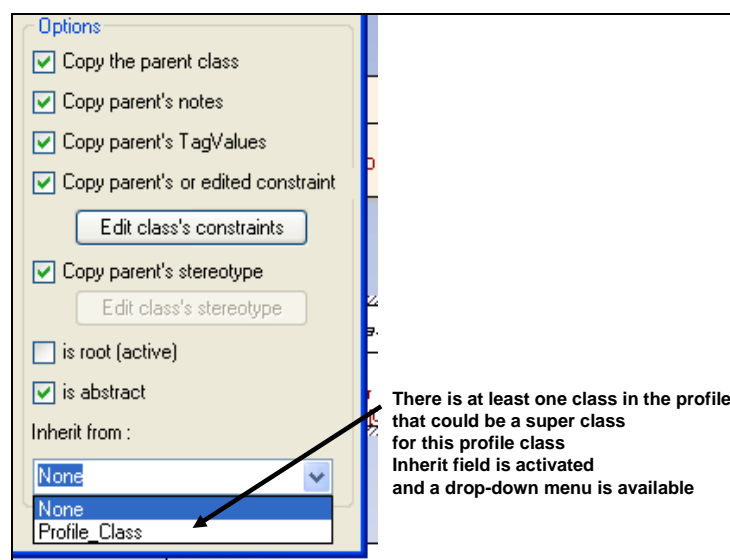 Options
Copy the parent class
Copy parent's notes
Copy parent's TagValues
Copy parent's or edited constraint
Edit class's constraints
Copy parent's stereotype
Edit class's stereotype
is root (active)
is abstract
Inherit from :
None
None
Profile_Class
There is at least one class in the profile
that could be a super class
for this profile class
Inherit field is activated
and a drop-down menu is available